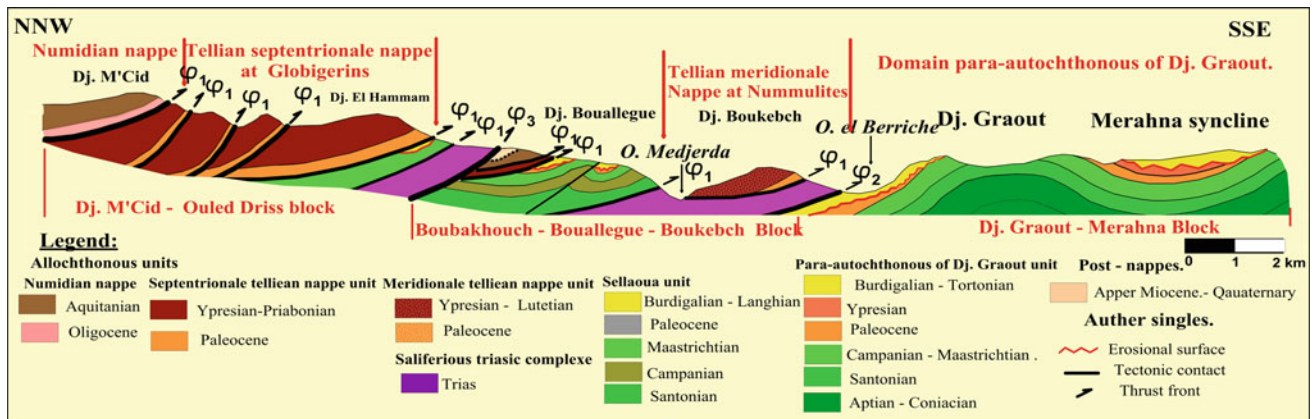 NNW
SSE
Numidian nappe
Tellian septentrionale nappe
at Globigerins
Tellian meridionale
Nappe at Nummulites
Domain para-autochthonous of Dj. Graout.
Dj. M'Cid
φ1
φ1
φ1
φ1
Dj. El Hammam
φ1
φ1
φ3
Dj. Bouallegue
φ1
φ1
O. Medjerda
φ1
Dj. Boukebch
φ1
O. el Berriche
φ2
Dj. Graout
Merahna syncline
Dj. M'Cid - Ouled Driss block
Boubakhouch - Bouallegue - Boukebch Block
Dj. Graout - Merahna Block
0 1 2 km
Legend:
Allochthonous units
Numidian nappe
Aquitanian
Oligocene
Septentrionale telliean nappe unit
Ypresian-Priabonian
Paleocene
Meridionale telliean nappe unit
Ypresian - Lutetian
Paleocene
Saliferious triasic complexe
Trias
Sellaoua unit
Burdigalian - Langhian
Paleocene
Maastrichtian
Campanian
Santonian
Para-autochthonous of Dj. Graout unit
Burdigalian - Tortonian
Ypresian
Paleocene
Campanian - Maastrichtian .
Santonian
Aptian - Coniacian
Post - nappes.
Apper Miocene.- Qauaternary
Auther singles.
Erosional surface
Tectonic contact
Thrust front